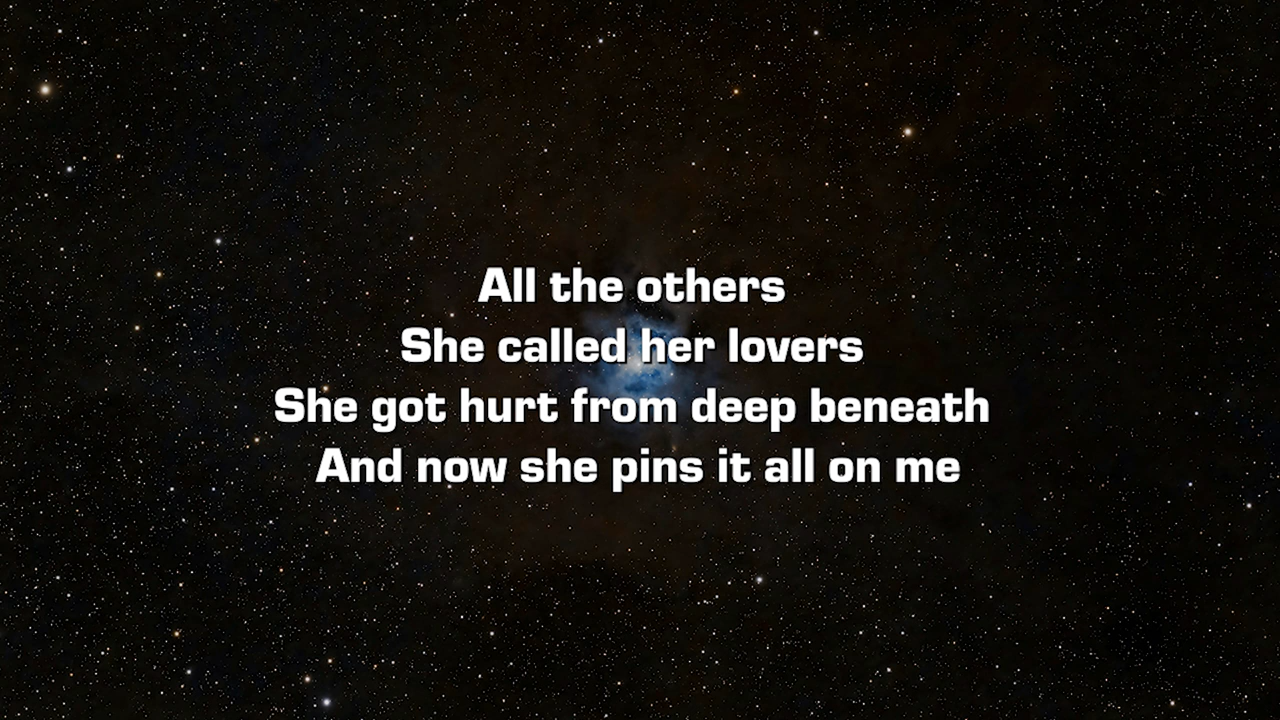 All the others
She called her lovers
She got hurt from deep beneath
And now she pins it all on me